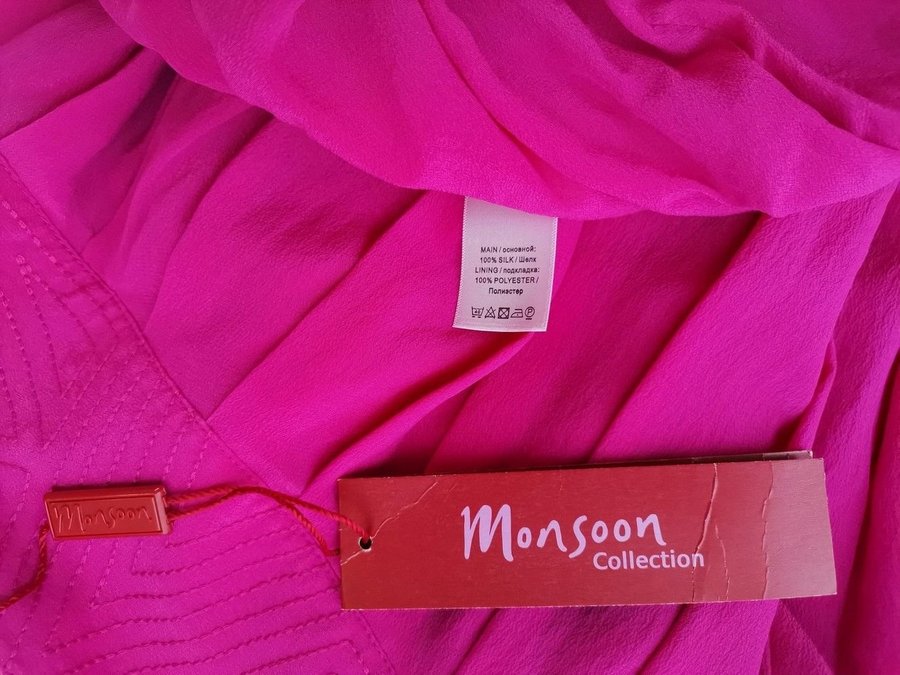 MAIN / основной:
100% SILK / Шелк
LINING / подкладка:
100% POLYESTER /
Полиэстер
Monsoon
Monsoon
Collection